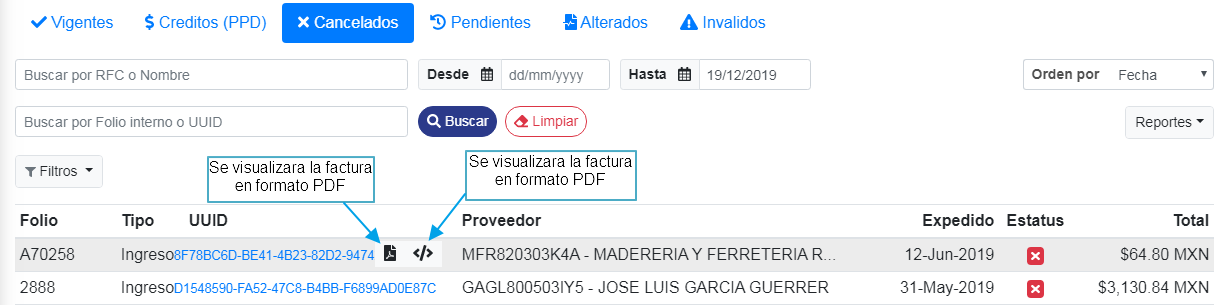 Vigentes Creditos (PPD) Cancelados Pendientes Alterados Invalidos
Buscar por RFC o Nombre Desde dd/mm/yyyy Hasta 19/12/2019 Orden por Fecha
Buscar por Folio interno o UUID Buscar Limpiar Reportes
Filtros
Se visualizara la factura
en formato PDF
Se visualizara la factura
en formato PDF
Folio Tipo UUID Proveedor Expedido Estatus Total
A70258 Ingreso 8F78BC6D-BE41-4B23-82D2-9474 MFR820303K4A - MADERERIA Y FERRETERIA R... 12-Jun-2019 $64.80 MXN
2888 Ingreso D1548590-FA52-47C8-B4BB-F6899AD0E87C GAGL800503IY5 - JOSE LUIS GARCIA GUERRER 31-May-2019 $3,130.84 MXN